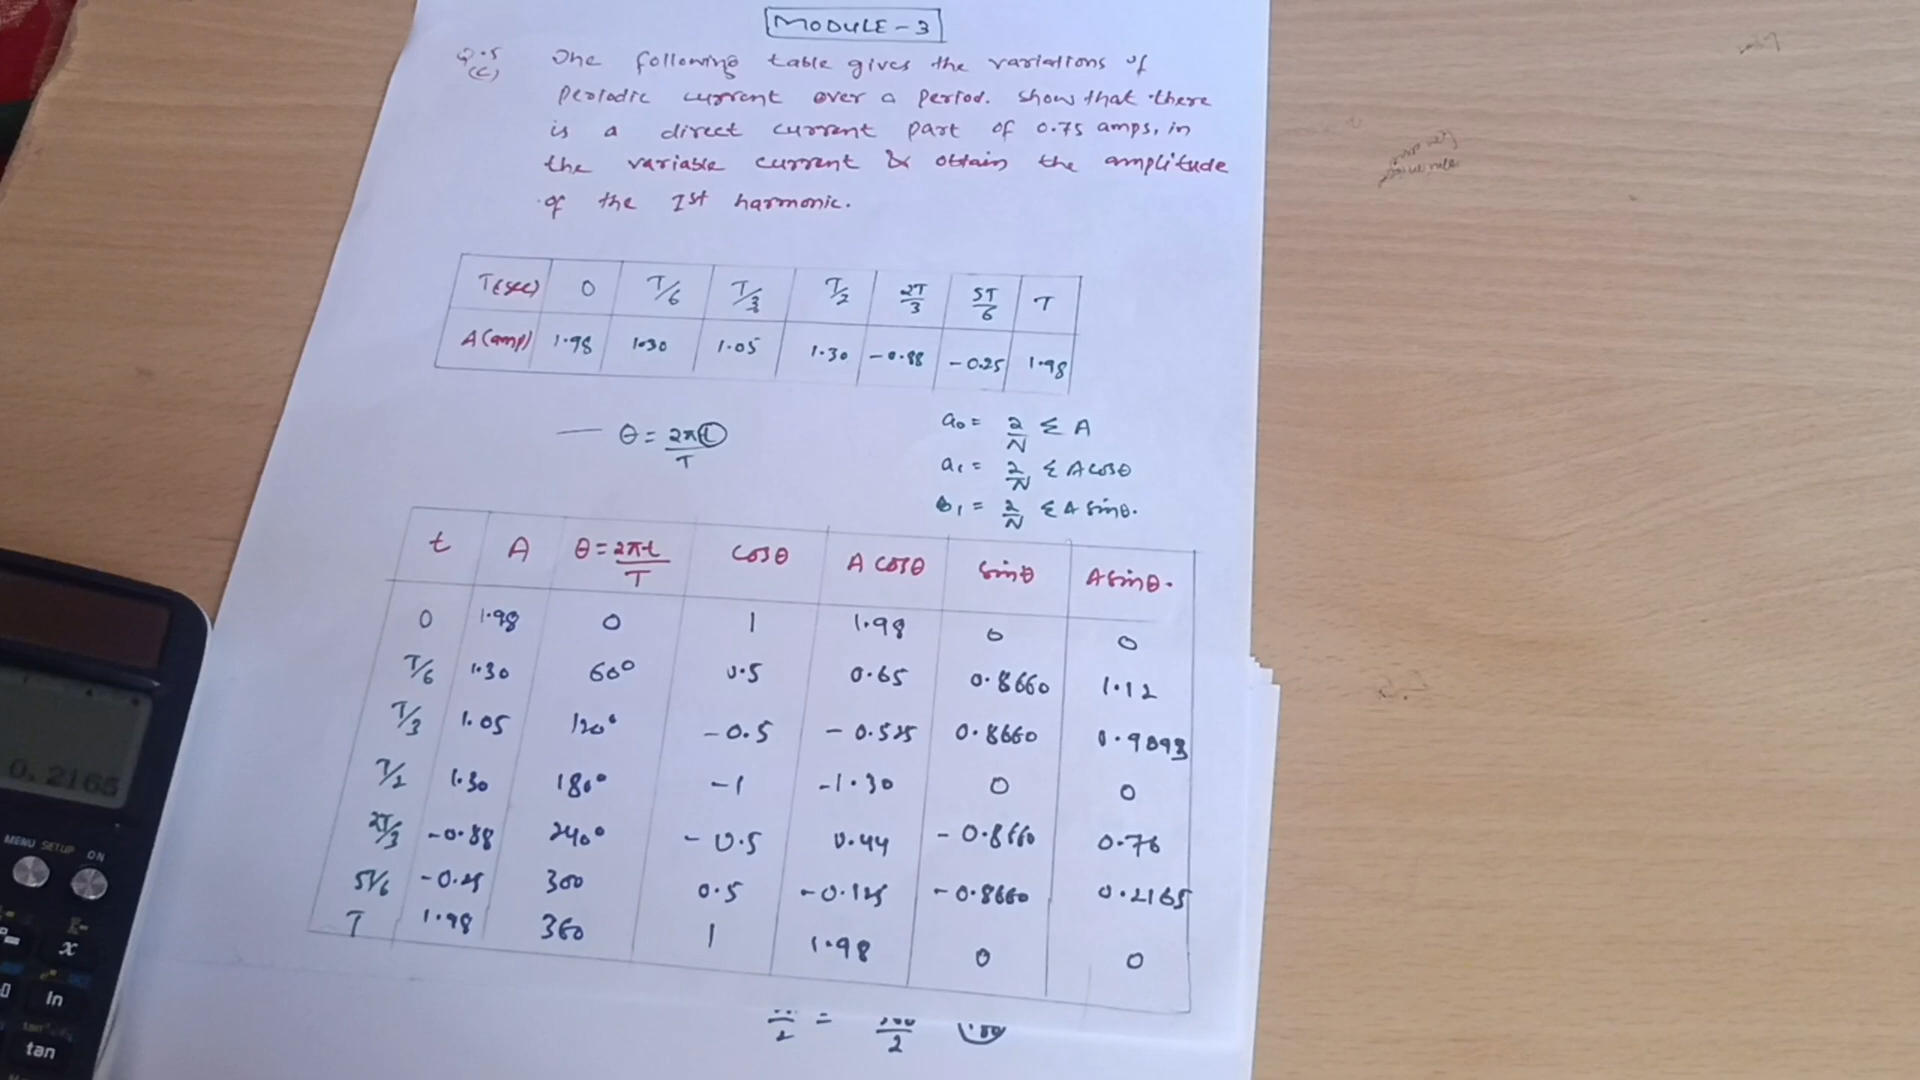 MODULE-3
Q.5 The following table gives the variations of
(c) Periodic current over a period. Show that there
is a direct current part of 0.75 amps, in
the variable current & obtain the amplitude
of the 1st harmonic.
T(sec) 0 T/6 T/3 T/2 2T/3 5T/6 T
A(amp) 1.98 1.30 1.05 1.30 -0.88 -0.25 1.98
θ = 2πt/T
a0 = 2/N Σ A
a1 = 2/N Σ A cosθ
b1 = 2/N Σ A sinθ.
t A θ = 2πt/T cosθ A cosθ sinθ A sinθ.
0 1.98 0 1 1.98 0 0
T/6 1.30 60° 0.5 0.65 0.8660 1.12
T/3 1.05 120° -0.5 -0.525 0.8660 0.9093
T/2 1.30 180° -1 -1.30 0 0
2T/3 -0.88 240° -0.5 0.44 -0.8660 0.76
5T/6 -0.25 300 0.5 -0.125 -0.8660 0.2165
T 1.98 360 1 1.98 0 0
0.2165
MENU SETUP ON
x
ln
tan